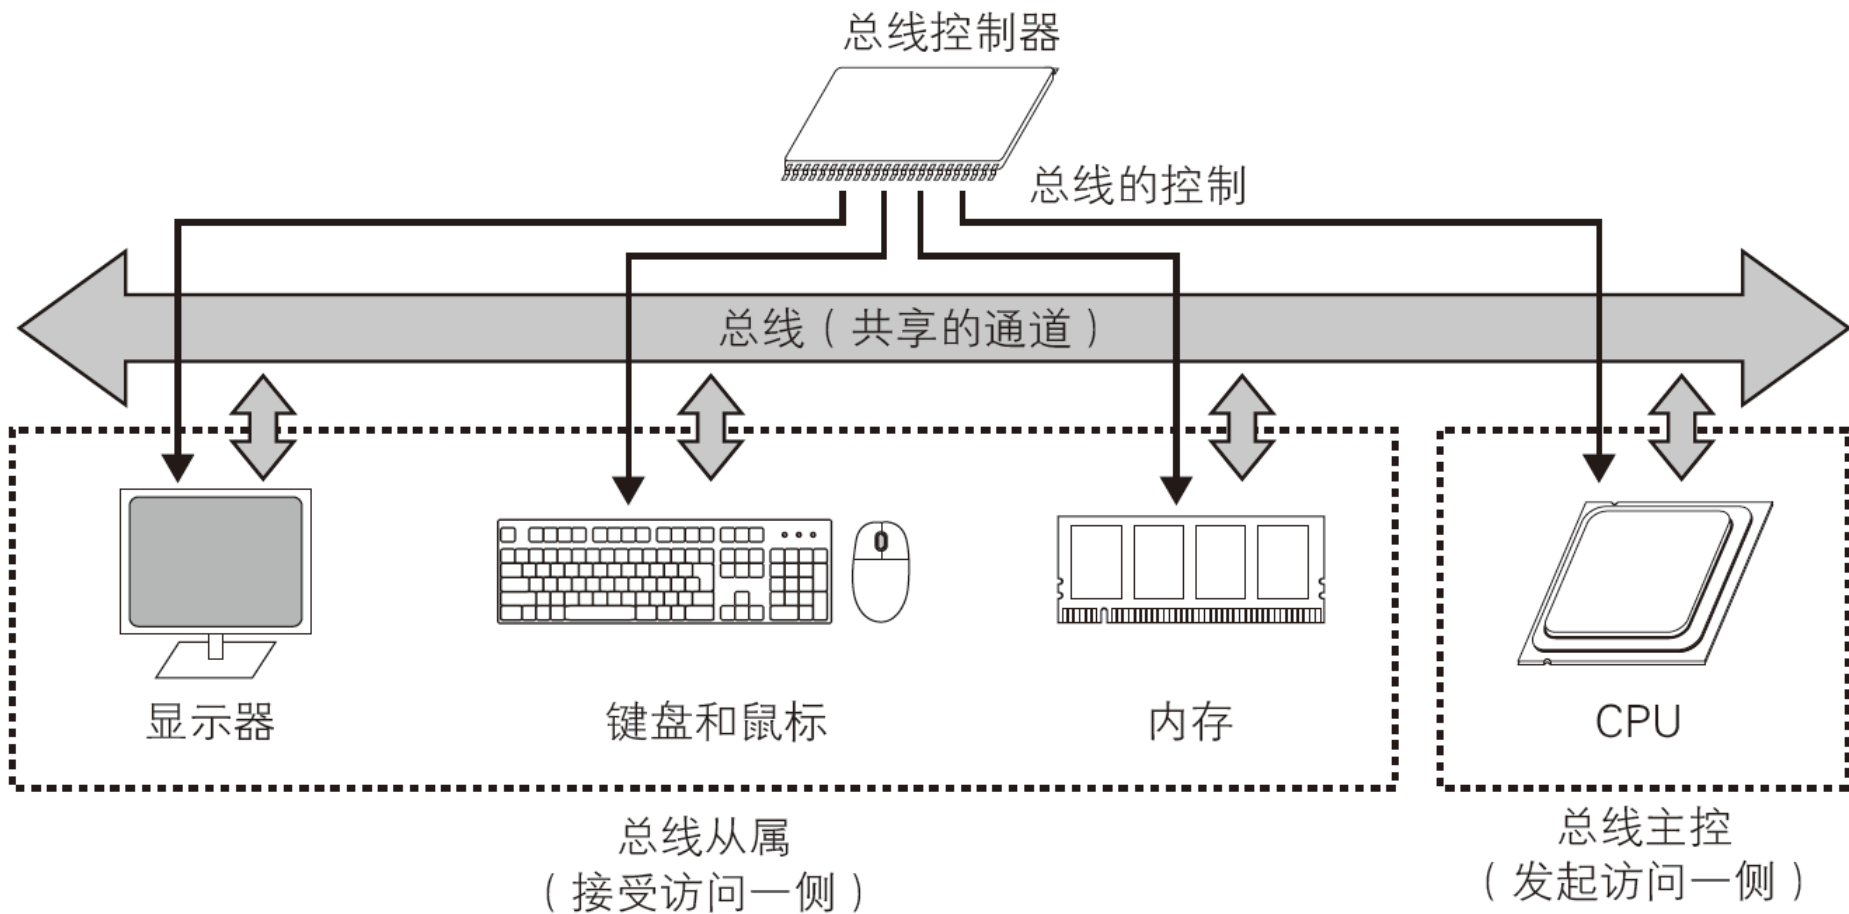 总线控制器
总线的控制
总线（共享的通道）
显示器
键盘和鼠标
内存
CPU
总线从属
（接受访问一侧）
总线主控
（发起访问一侧）